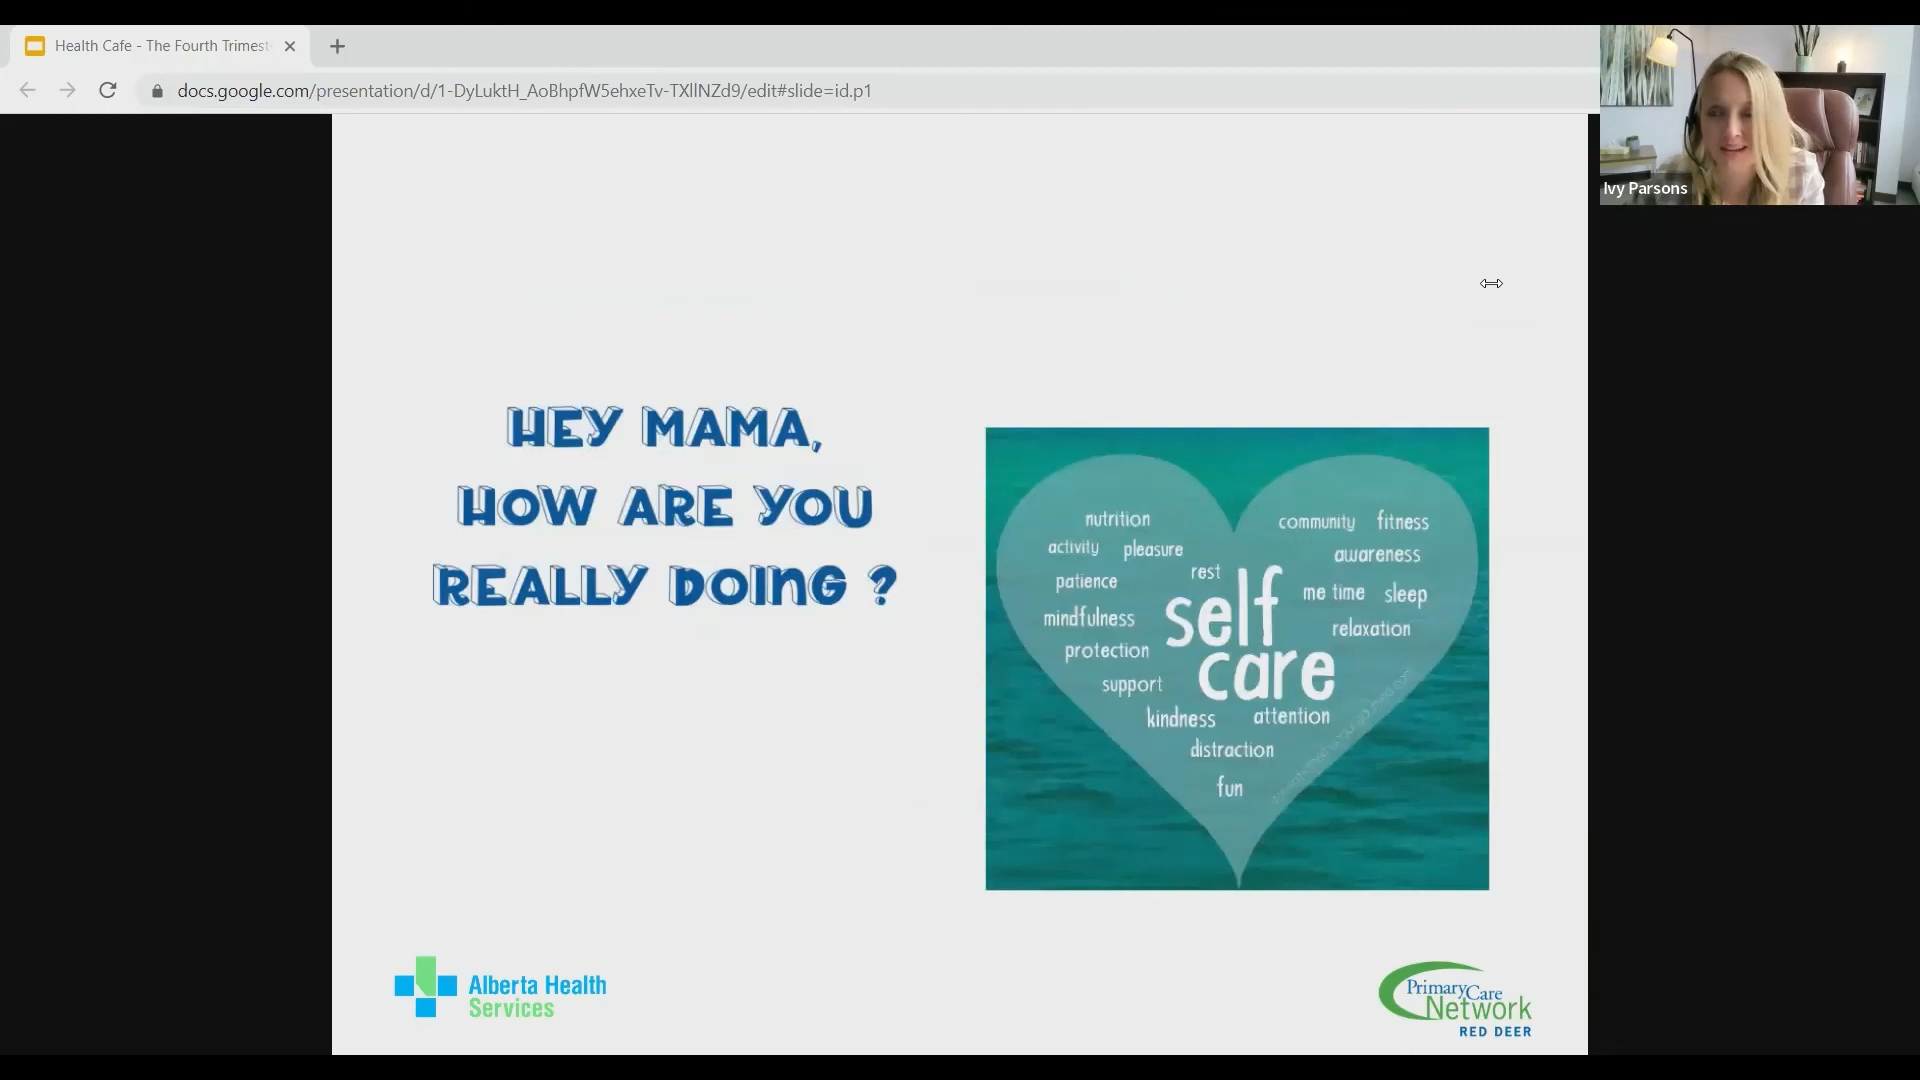 Health Cafe - The Fourth Trimest
docs.google.com/presentation/d/1-DyLuktH_AoBhpfW5ehxeTv-TXllNZd9/edit#slide=id.p1
Ivy Parsons
HEY MAMA,
HOW ARE YOU
REALLY DOING ?
nutrition
community fitness
activity pleasure
awareness
rest
patience
me time sleep
self
mindfulness
relaxation
protection
care
support
kindness attention
distraction
fun
Alberta Health
Services
PrimaryCare
Network
RED DEER